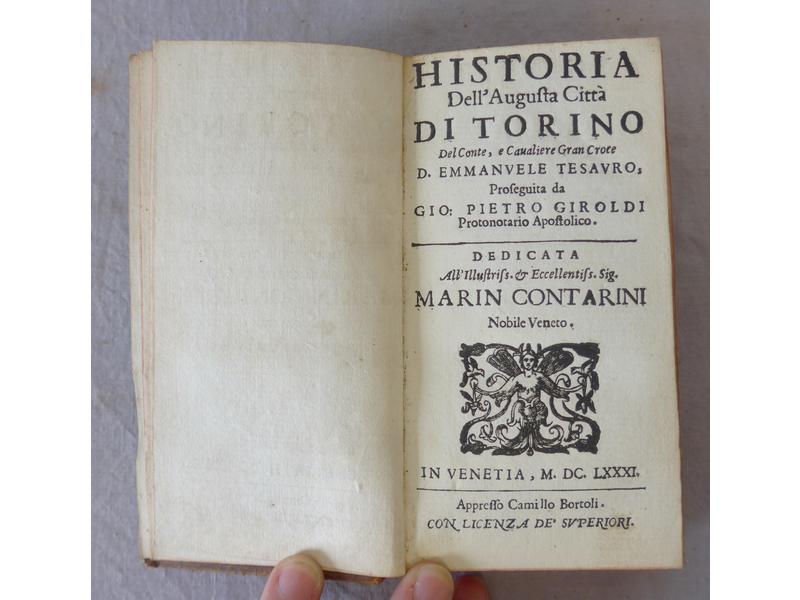 HISTORIA
Dell'Auguſta Città
DI TORINO
Del Conte, e Caualiere Gran Croce
D. EMMANVELE TESAVRO,
Proſeguita da
GIO: PIETRO GIROLDI
Protonotario Apoſtolico.
DEDICATA
All'Illuſtriſs. & Eccellentiſs. Sig.
MARIN CONTARINI
Nobile Veneto.
IN VENETIA, M. DC. LXXXI.
Appreſſo Camillo Bortoli.
CON LICENZA DE' SVPERIORI.